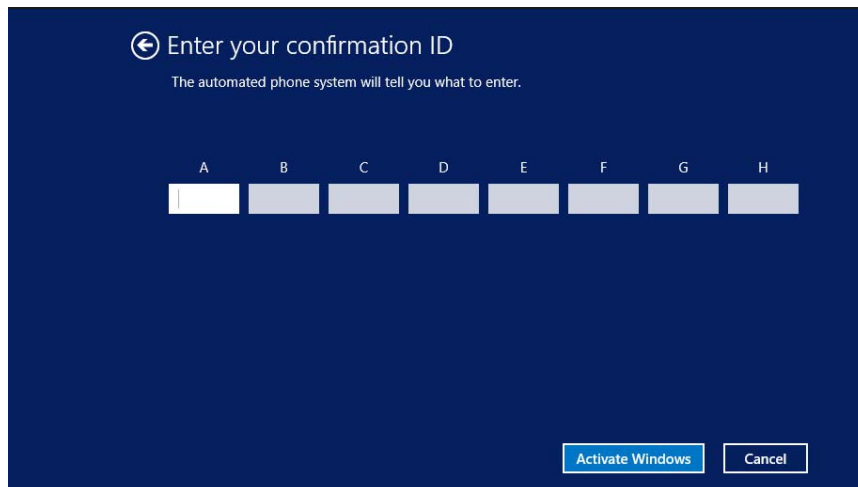 Enter your confirmation ID
The automated phone system will tell you what to enter.
A B C D E F G H
Activate Windows Cancel